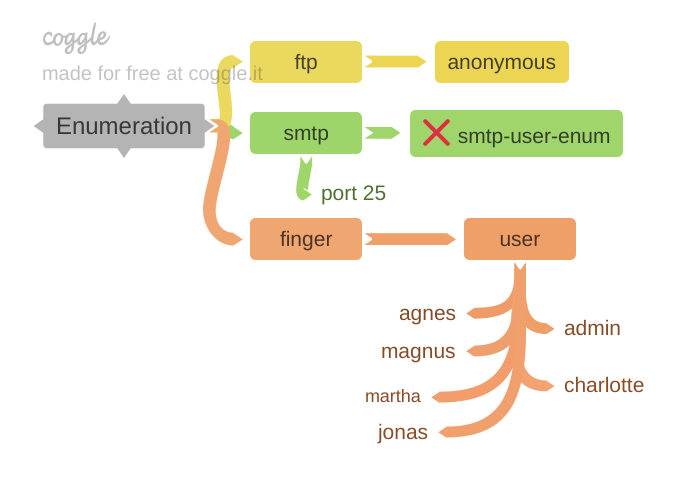 coggle
made for free at coggle.it
ftp
anonymous
Enumeration
smtp
smtp-user-enum
port 25
finger
user
agnes
admin
magnus
charlotte
martha
jonas